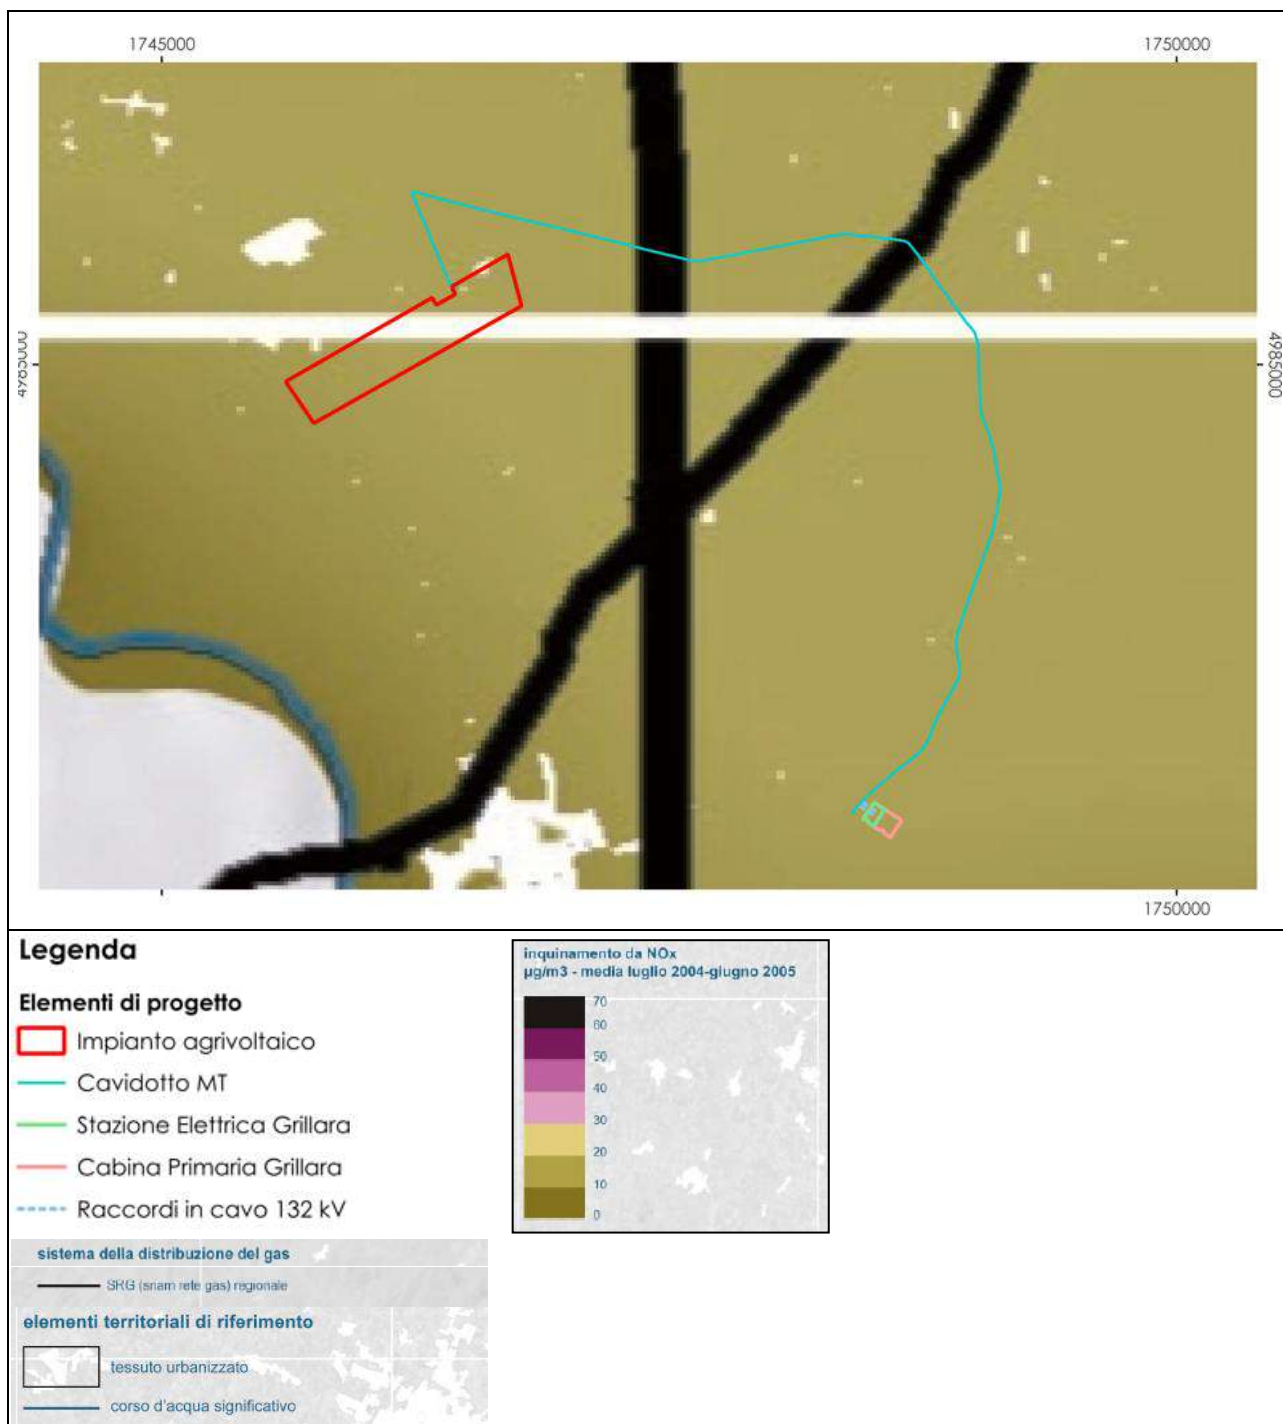 1745000
1750000
4985000
4985000
1750000
Legenda
Elementi di progetto
Impianto agrivoltaico
Cavidotto MT
Stazione Elettrica Grillara
Cabina Primaria Grillara
Raccordi in cavo 132 kV
sistema della distribuzione del gas
SRG (snam rete gas) regionale
elementi territoriali di riferimento
tessuto urbanizzato
corso d'acqua significativo
inquinamento da NOx
µg/m3 - media luglio 2004-giugno 2005
70
60
50
40
30
20
10
0